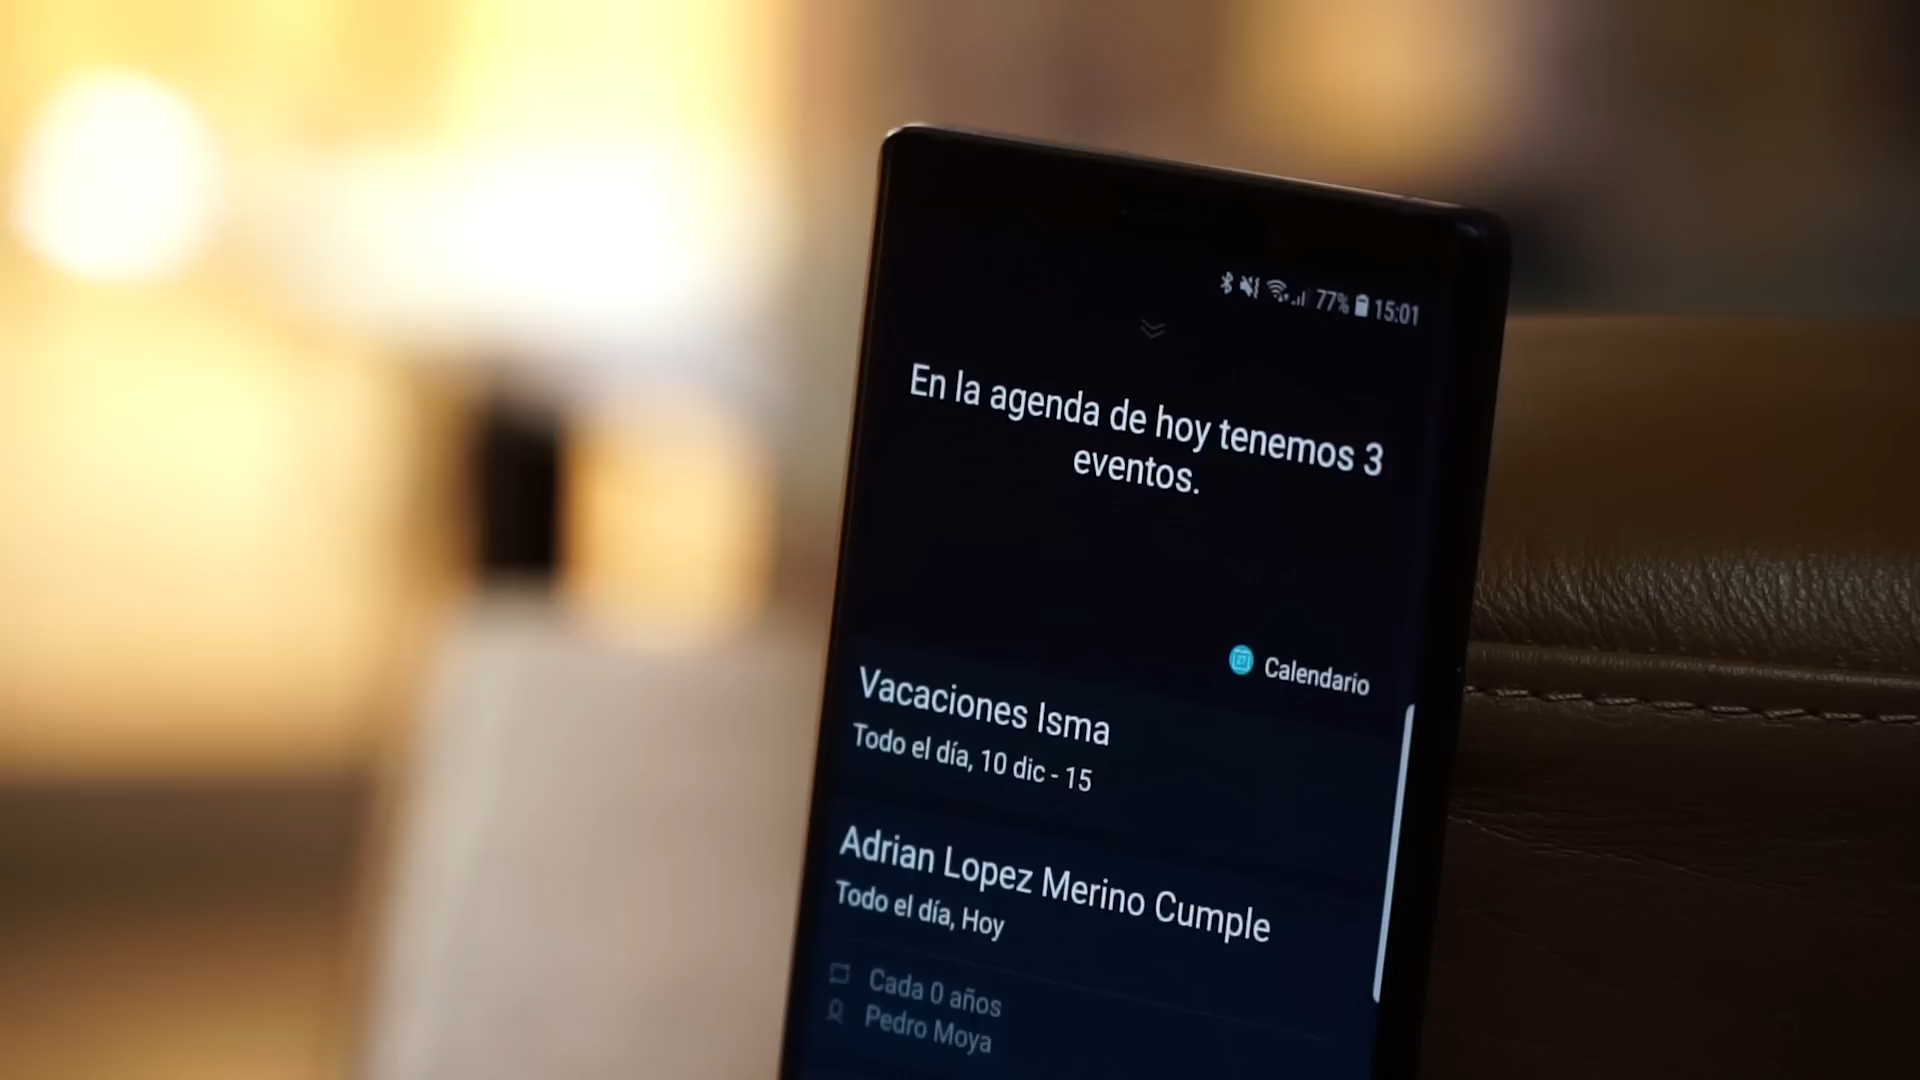 77% 15:01
En la agenda de hoy tenemos 3
eventos.
27 Calendario
Vacaciones Isma
Todo el día, 10 dic - 15
Adrian Lopez Merino Cumple
Todo el día, Hoy
Cada 0 años
Pedro Moya